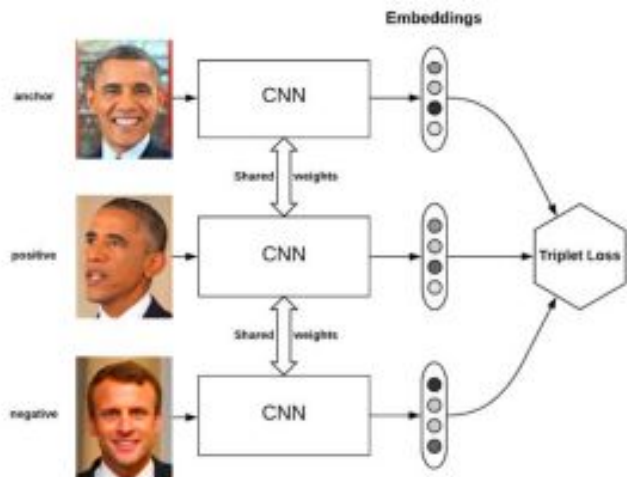 Embeddings
anchor
CNN
Shared weights
positive
CNN
Triplet Loss
Shared weights
negative
CNN